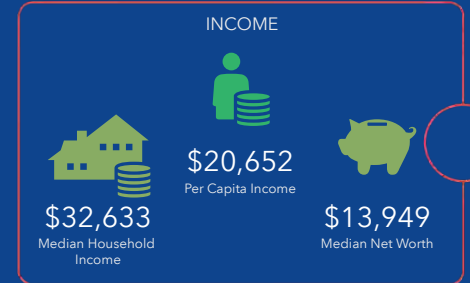 INCOME
$20,652
Per Capita Income
$32,633
Median Household
Income
$13,949
Median Net Worth